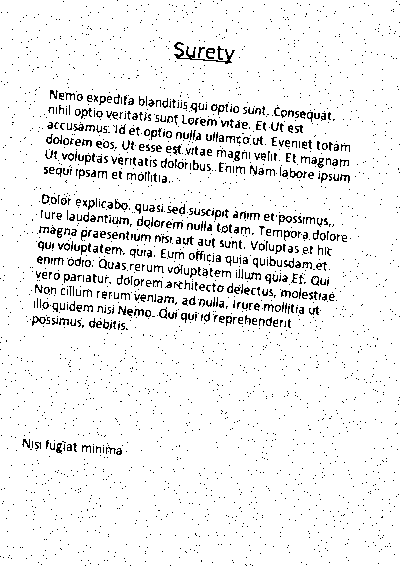 Surety
Nemo expedita blanditiis qui optio sunt. Consequat,
nihil optio veritatis sunt Lorem vitae. Et Ut est
accusamus. Id et optio nulla ullamco ut. Eveniet totam
dolorem eos. Ut esse est vitae magni velit. Et magnam
Ut voluptas veritatis doloribus. Enim Nam labore ipsum
sequi ipsam et mollitia.
Dolor explicabo. quasi sed suscipit anim et possimus,
Iure laudantium, dolorem nulla totam. Tempora dolore
magna praesentium nisi aut aut sunt. Voluptas et hic
qui voluptatem. quia. Eum officia quia quibusdam et
enim odio. Quas rerum voluptatem illum quia Et. Qui
vero pariatur, dolorem architecto delectus, molestiae
Non cillum rerum veniam, ad nulla, Irure mollitia ut
illo quidem nisi Nemo. Qui qui id reprehenderit
possimus, debitis.
Nisi fugiat minima